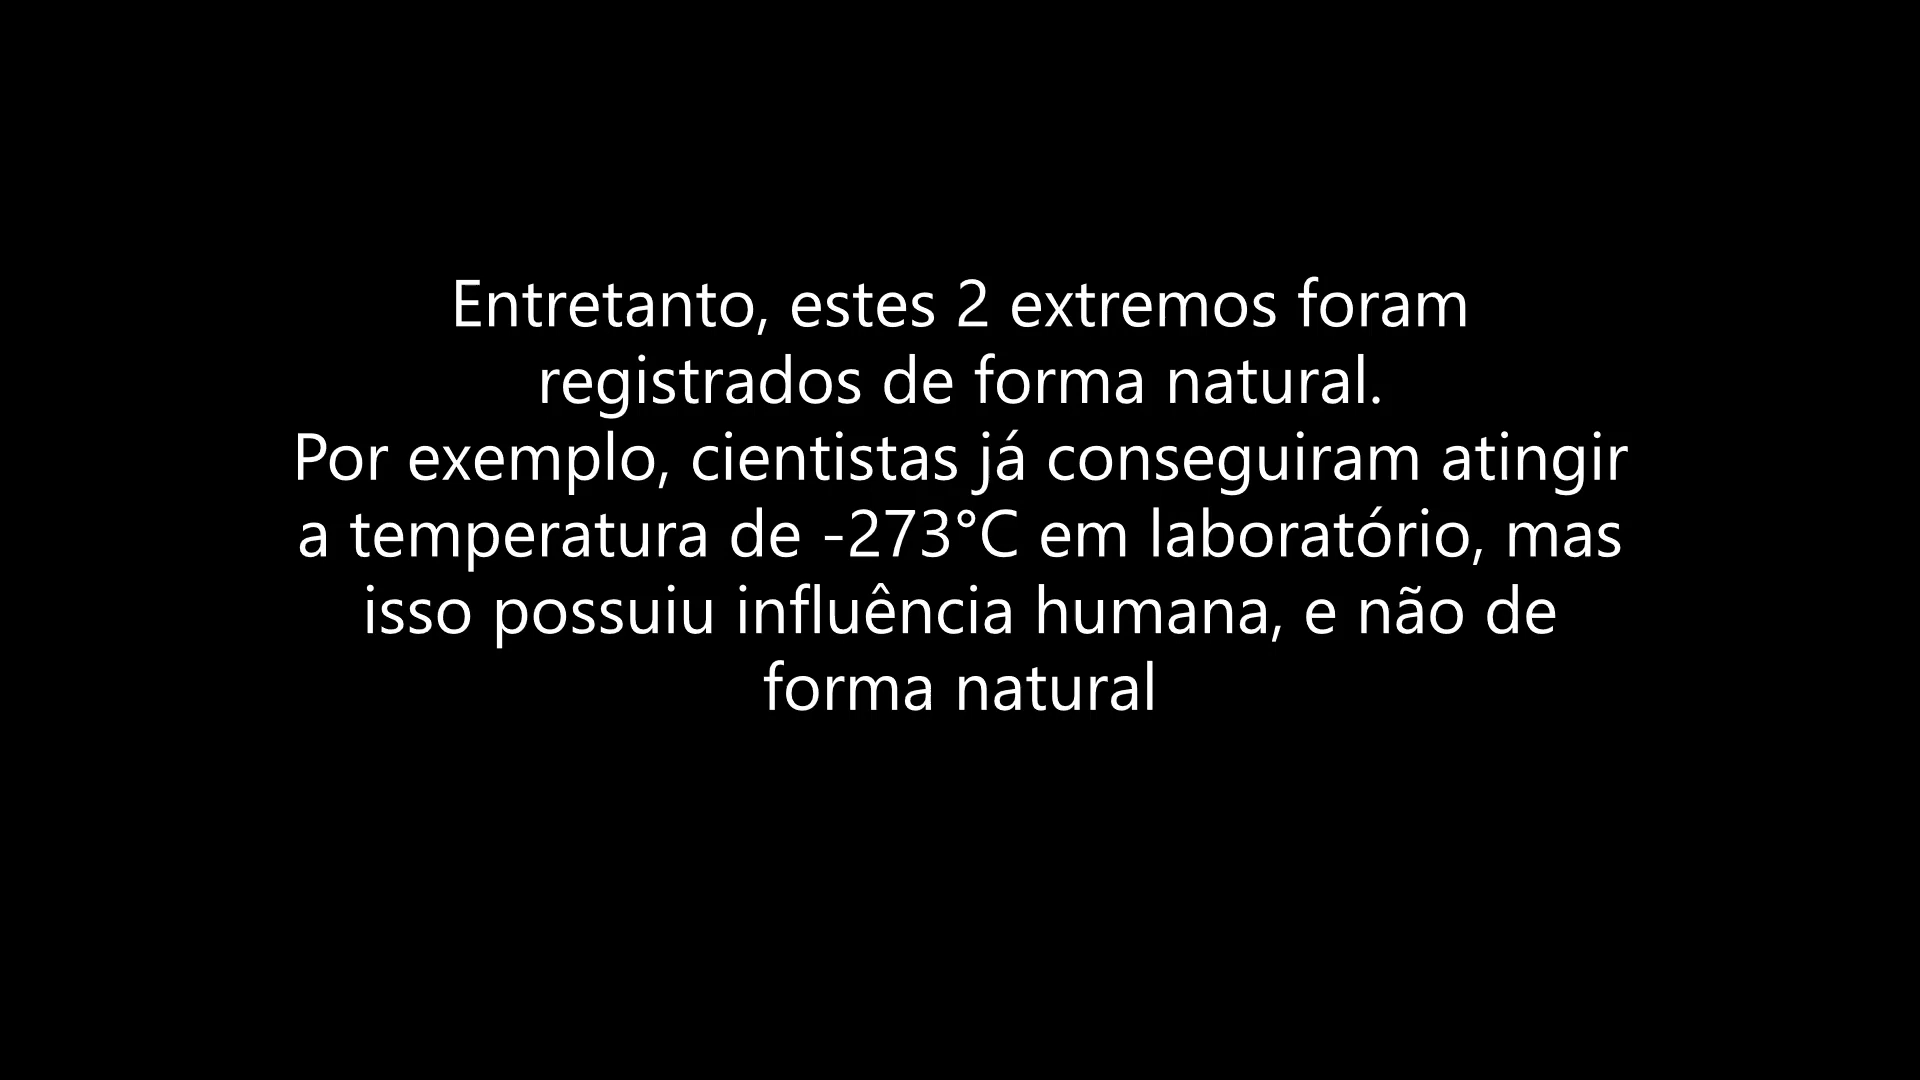 Entretanto, estes 2 extremos foram
registrados de forma natural.
Por exemplo, cientistas já conseguiram atingir
a temperatura de -273°C em laboratório, mas
isso possuiu influência humana, e não de
forma natural